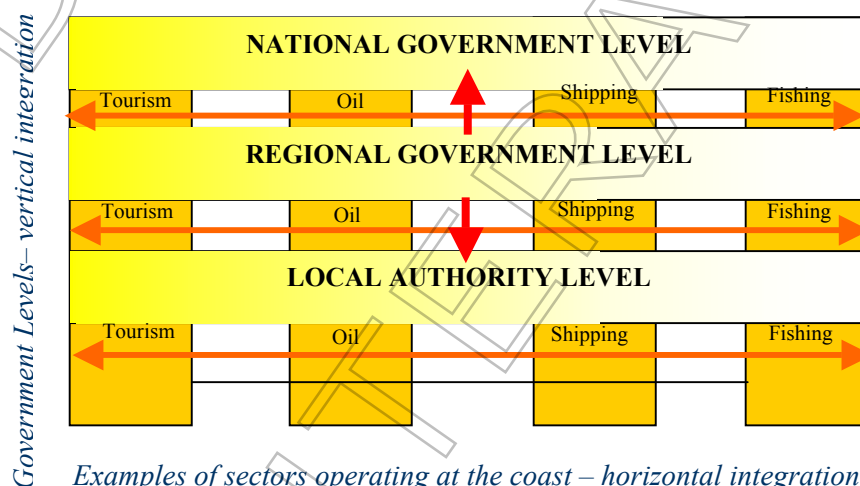 Government Levels– vertical integration
NATIONAL GOVERNMENT LEVEL
Tourism Oil Shipping Fishing
REGIONAL GOVERNMENT LEVEL
Tourism Oil Shipping Fishing
LOCAL AUTHORITY LEVEL
Tourism Oil Shipping Fishing
Examples of sectors operating at the coast – horizontal integration